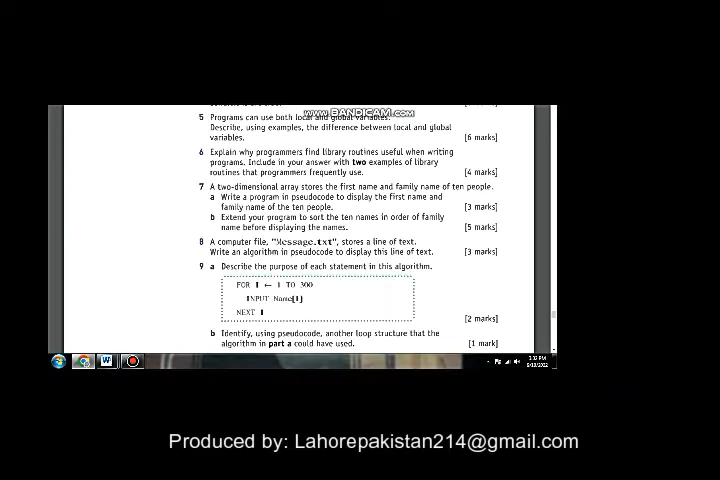 www.BANDICAM.com
5 Programs can use both local and global variables.
Describe, using examples, the difference between local and global
variables. [6 marks]
6 Explain why programmers find library routines useful when writing
programs. Include in your answer with two examples of library
routines that programmers frequently use. [4 marks]
7 A two-dimensional array stores the first name and family name of ten people.
a Write a program in pseudocode to display the first name and
family name of the ten people. [3 marks]
b Extend your program to sort the ten names in order of family
name before displaying the names. [5 marks]
8 A computer file, "Message.txt", stores a line of text.
Write an algorithm in pseudocode to display this line of text. [3 marks]
9 a Describe the purpose of each statement in this algorithm.
FOR I ← 1 TO 300
INPUT Name[I]
NEXT I
[2 marks]
b Identify, using pseudocode, another loop structure that the
algorithm in part a could have used. [1 mark]
Produced by: Lahorepakistan214@gmail.com